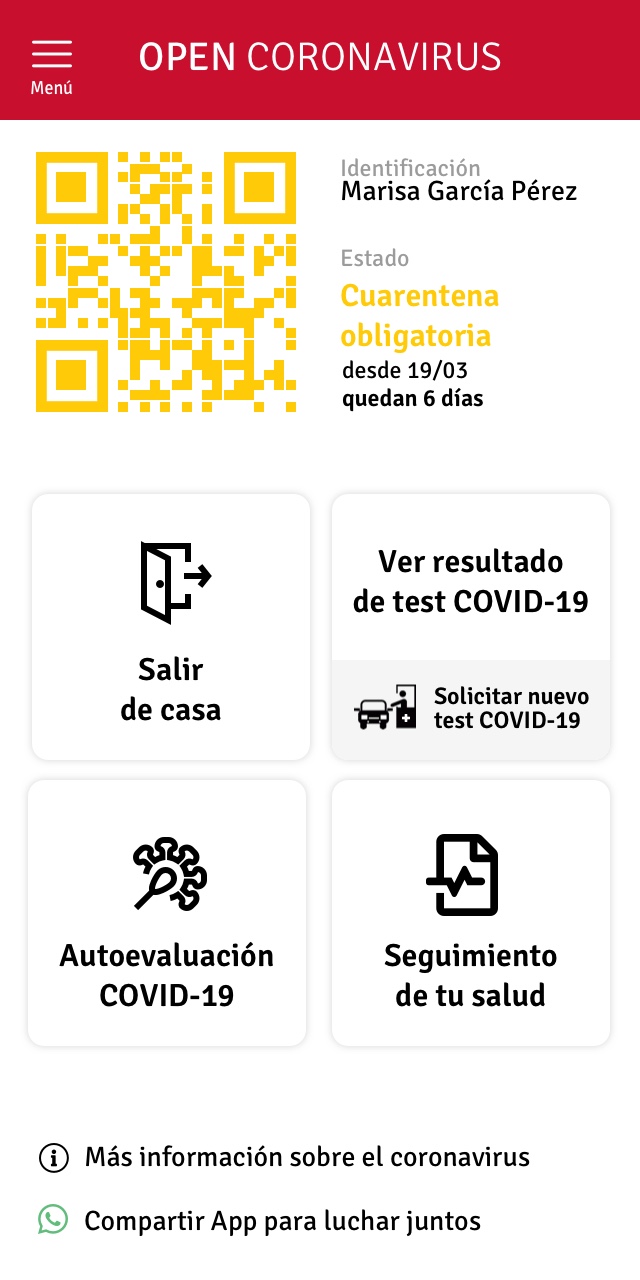 OPEN CORONAVIRUS
Menú
Identificación
Marisa García Pérez
Estado
Cuarentena
obligatoria
desde 19/03
quedan 6 días
Salir
de casa
Ver resultado
de test COVID-19
Solicitar nuevo
test COVID-19
Autoevaluación
COVID-19
Seguimiento
de tu salud
Más información sobre el coronavirus
Compartir App para luchar juntos